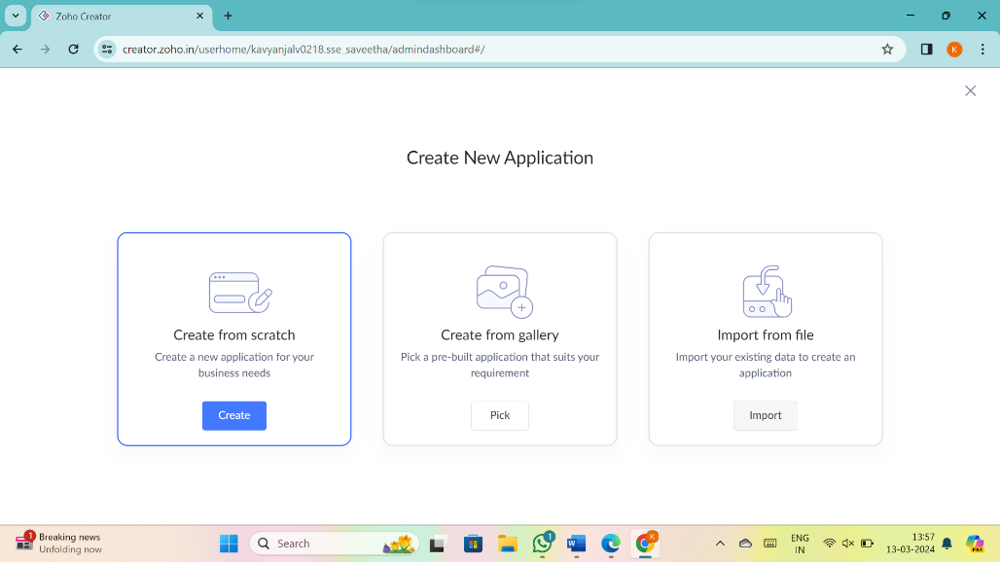 Zoho Creator
creator.zoho.in/userhome/kavyanjalv0218.sse_saveetha/admindashboard#/
K
Create New Application
Create from scratch
Create a new application for your
business needs
Create
Create from gallery
Pick a pre-built application that suits your
requirement
Pick
Import from file
Import your existing data to create an
application
Import
1
Breaking news
Unfolding now
Search
1
W
K
ENG
IN
13:57
13-03-2024
PRE